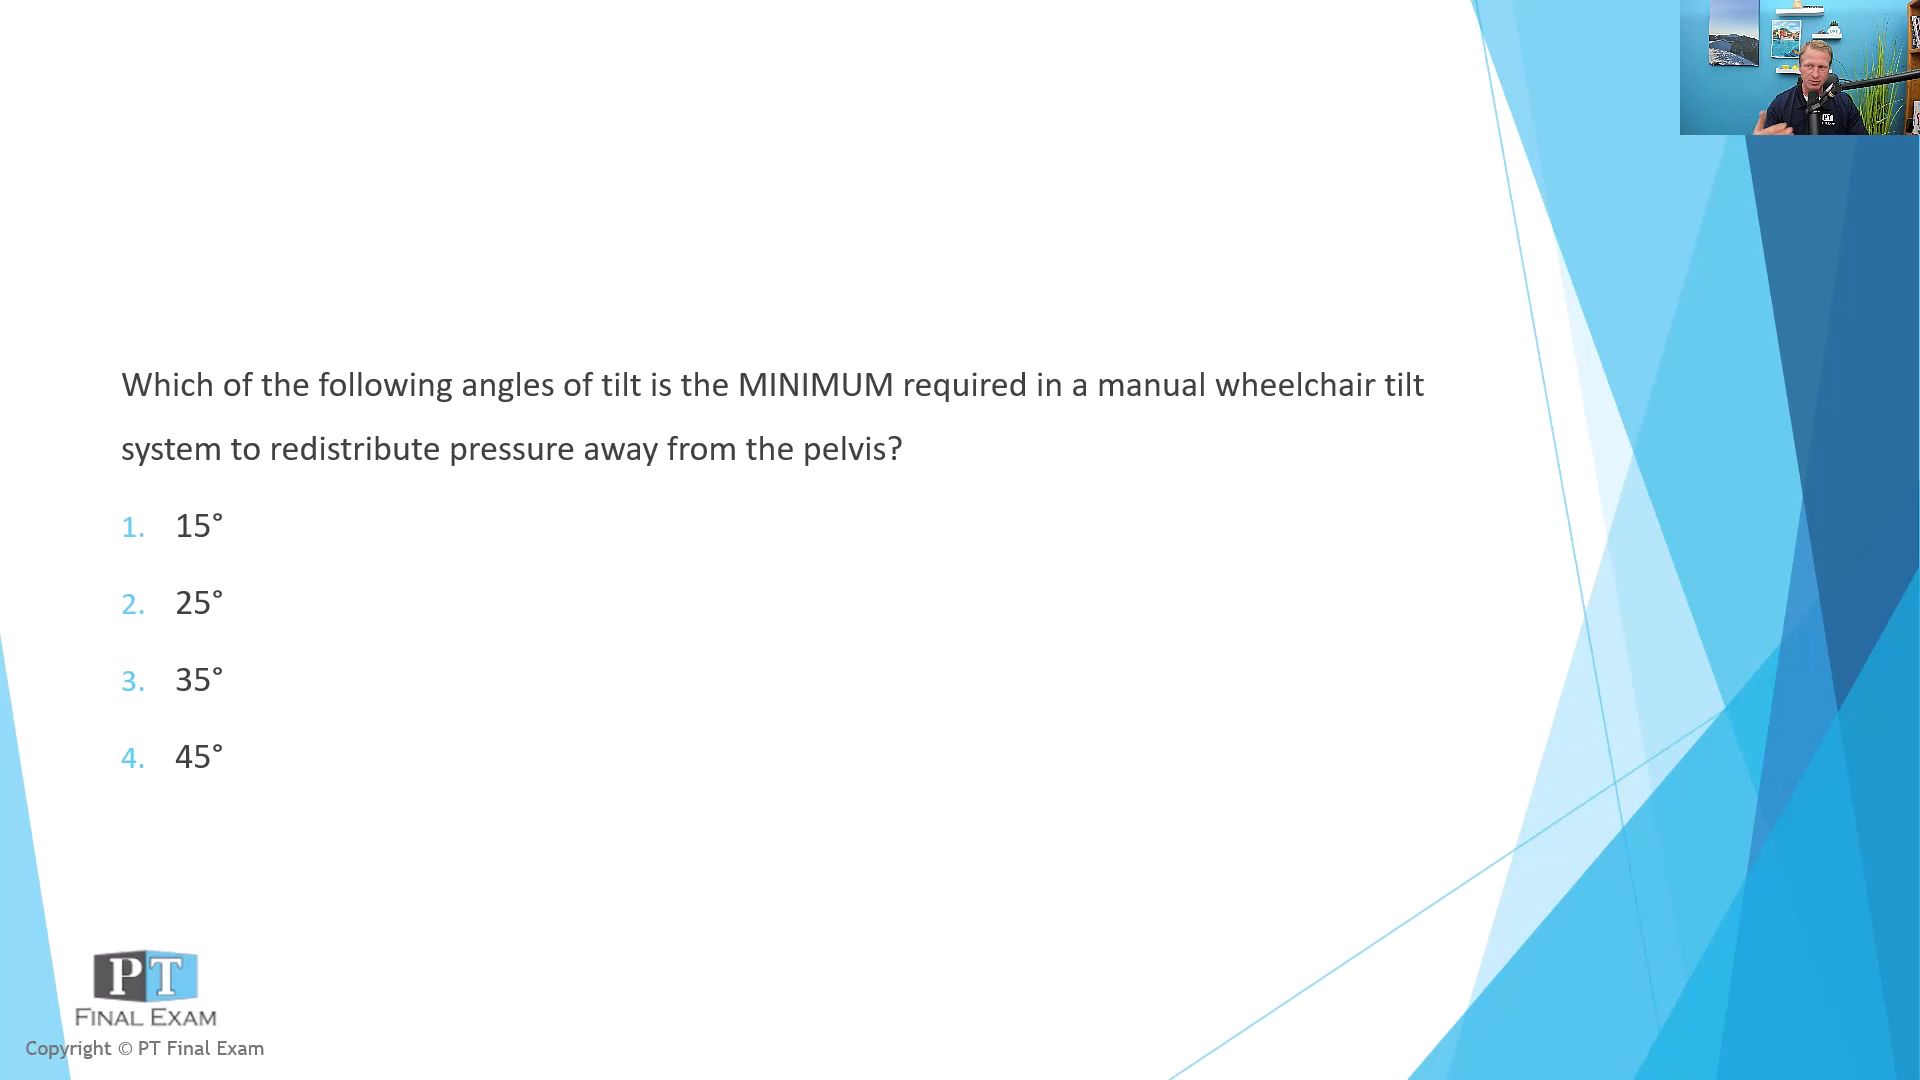 Which of the following angles of tilt is the MINIMUM required in a manual wheelchair tilt
system to redistribute pressure away from the pelvis?
1. 15°
2. 25°
3. 35°
4. 45°
PT
FINAL EXAM
Copyright © PT Final Exam